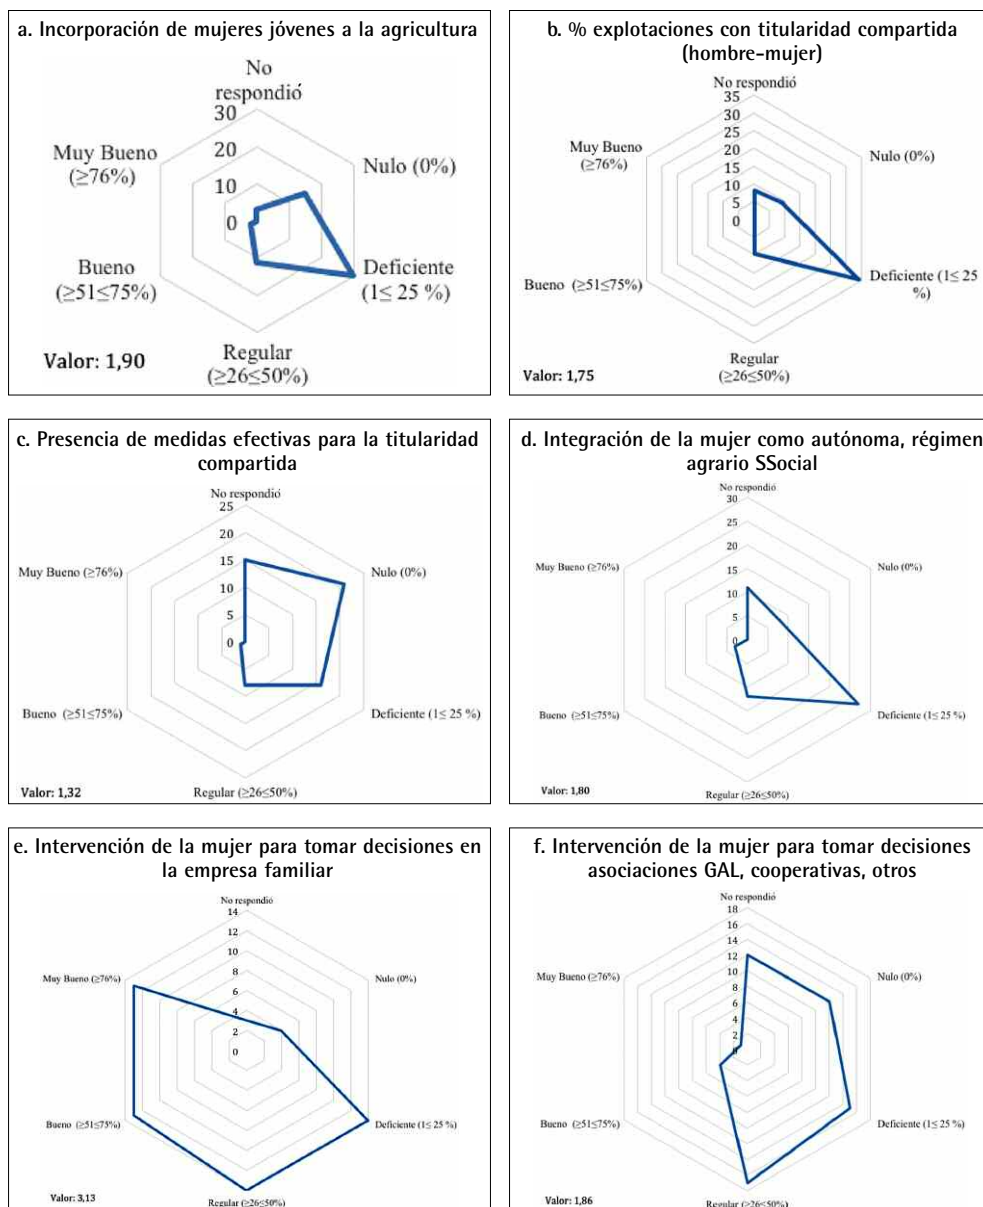 a. Incorporación de mujeres jóvenes a la agricultura
No
respondió
30
20
10
0
Muy Bueno
(≥76%)
Nulo (0%)
Bueno
(≥51≤75%)
Deficiente
(1≤ 25 %)
Regular
(≥26≤50%)
Valor: 1,90
b. % explotaciones con titularidad compartida
(hombre-mujer)
No respondió
35
30
25
20
15
10
5
0
Muy Bueno
(≥76%)
Nulo (0%)
Bueno (≥51≤75%)
Deficiente (1≤ 25
%)
Regular
(≥26≤50%)
Valor: 1,75
c. Presencia de medidas efectivas para la titularidad
compartida
No respondió
25
20
15
10
5
0
Muy Bueno (≥76%)
Nulo (0%)
Bueno (≥51≤75%)
Deficiente (1≤ 25 %)
Regular (≥26≤50%)
Valor: 1,32
d. Integración de la mujer como autónoma, régimen
agrario SSocial
No respondió
30
25
20
15
10
5
0
Muy Bueno (≥76%)
Nulo (0%)
Bueno (≥51≤75%)
Deficiente (1≤ 25 %)
Regular (≥26≤50%)
Valor: 1,80
e. Intervención de la mujer para tomar decisiones en
la empresa familiar
No respondió
14
12
10
8
6
4
2
0
Muy Bueno (≥76%)
Nulo (0%)
Bueno (≥51≤75%)
Deficiente (1≤ 25 %)
Regular (≥26≤50%)
Valor: 3,13
f. Intervención de la mujer para tomar decisiones
asociaciones GAL, cooperativas, otros
No respondió
18
16
14
12
10
8
6
4
2
0
Muy Bueno (≥76%)
Nulo (0%)
Bueno (≥51≤75%)
Deficiente (1≤ 25 %)
Regular (≥26≤50%)
Valor: 1,86